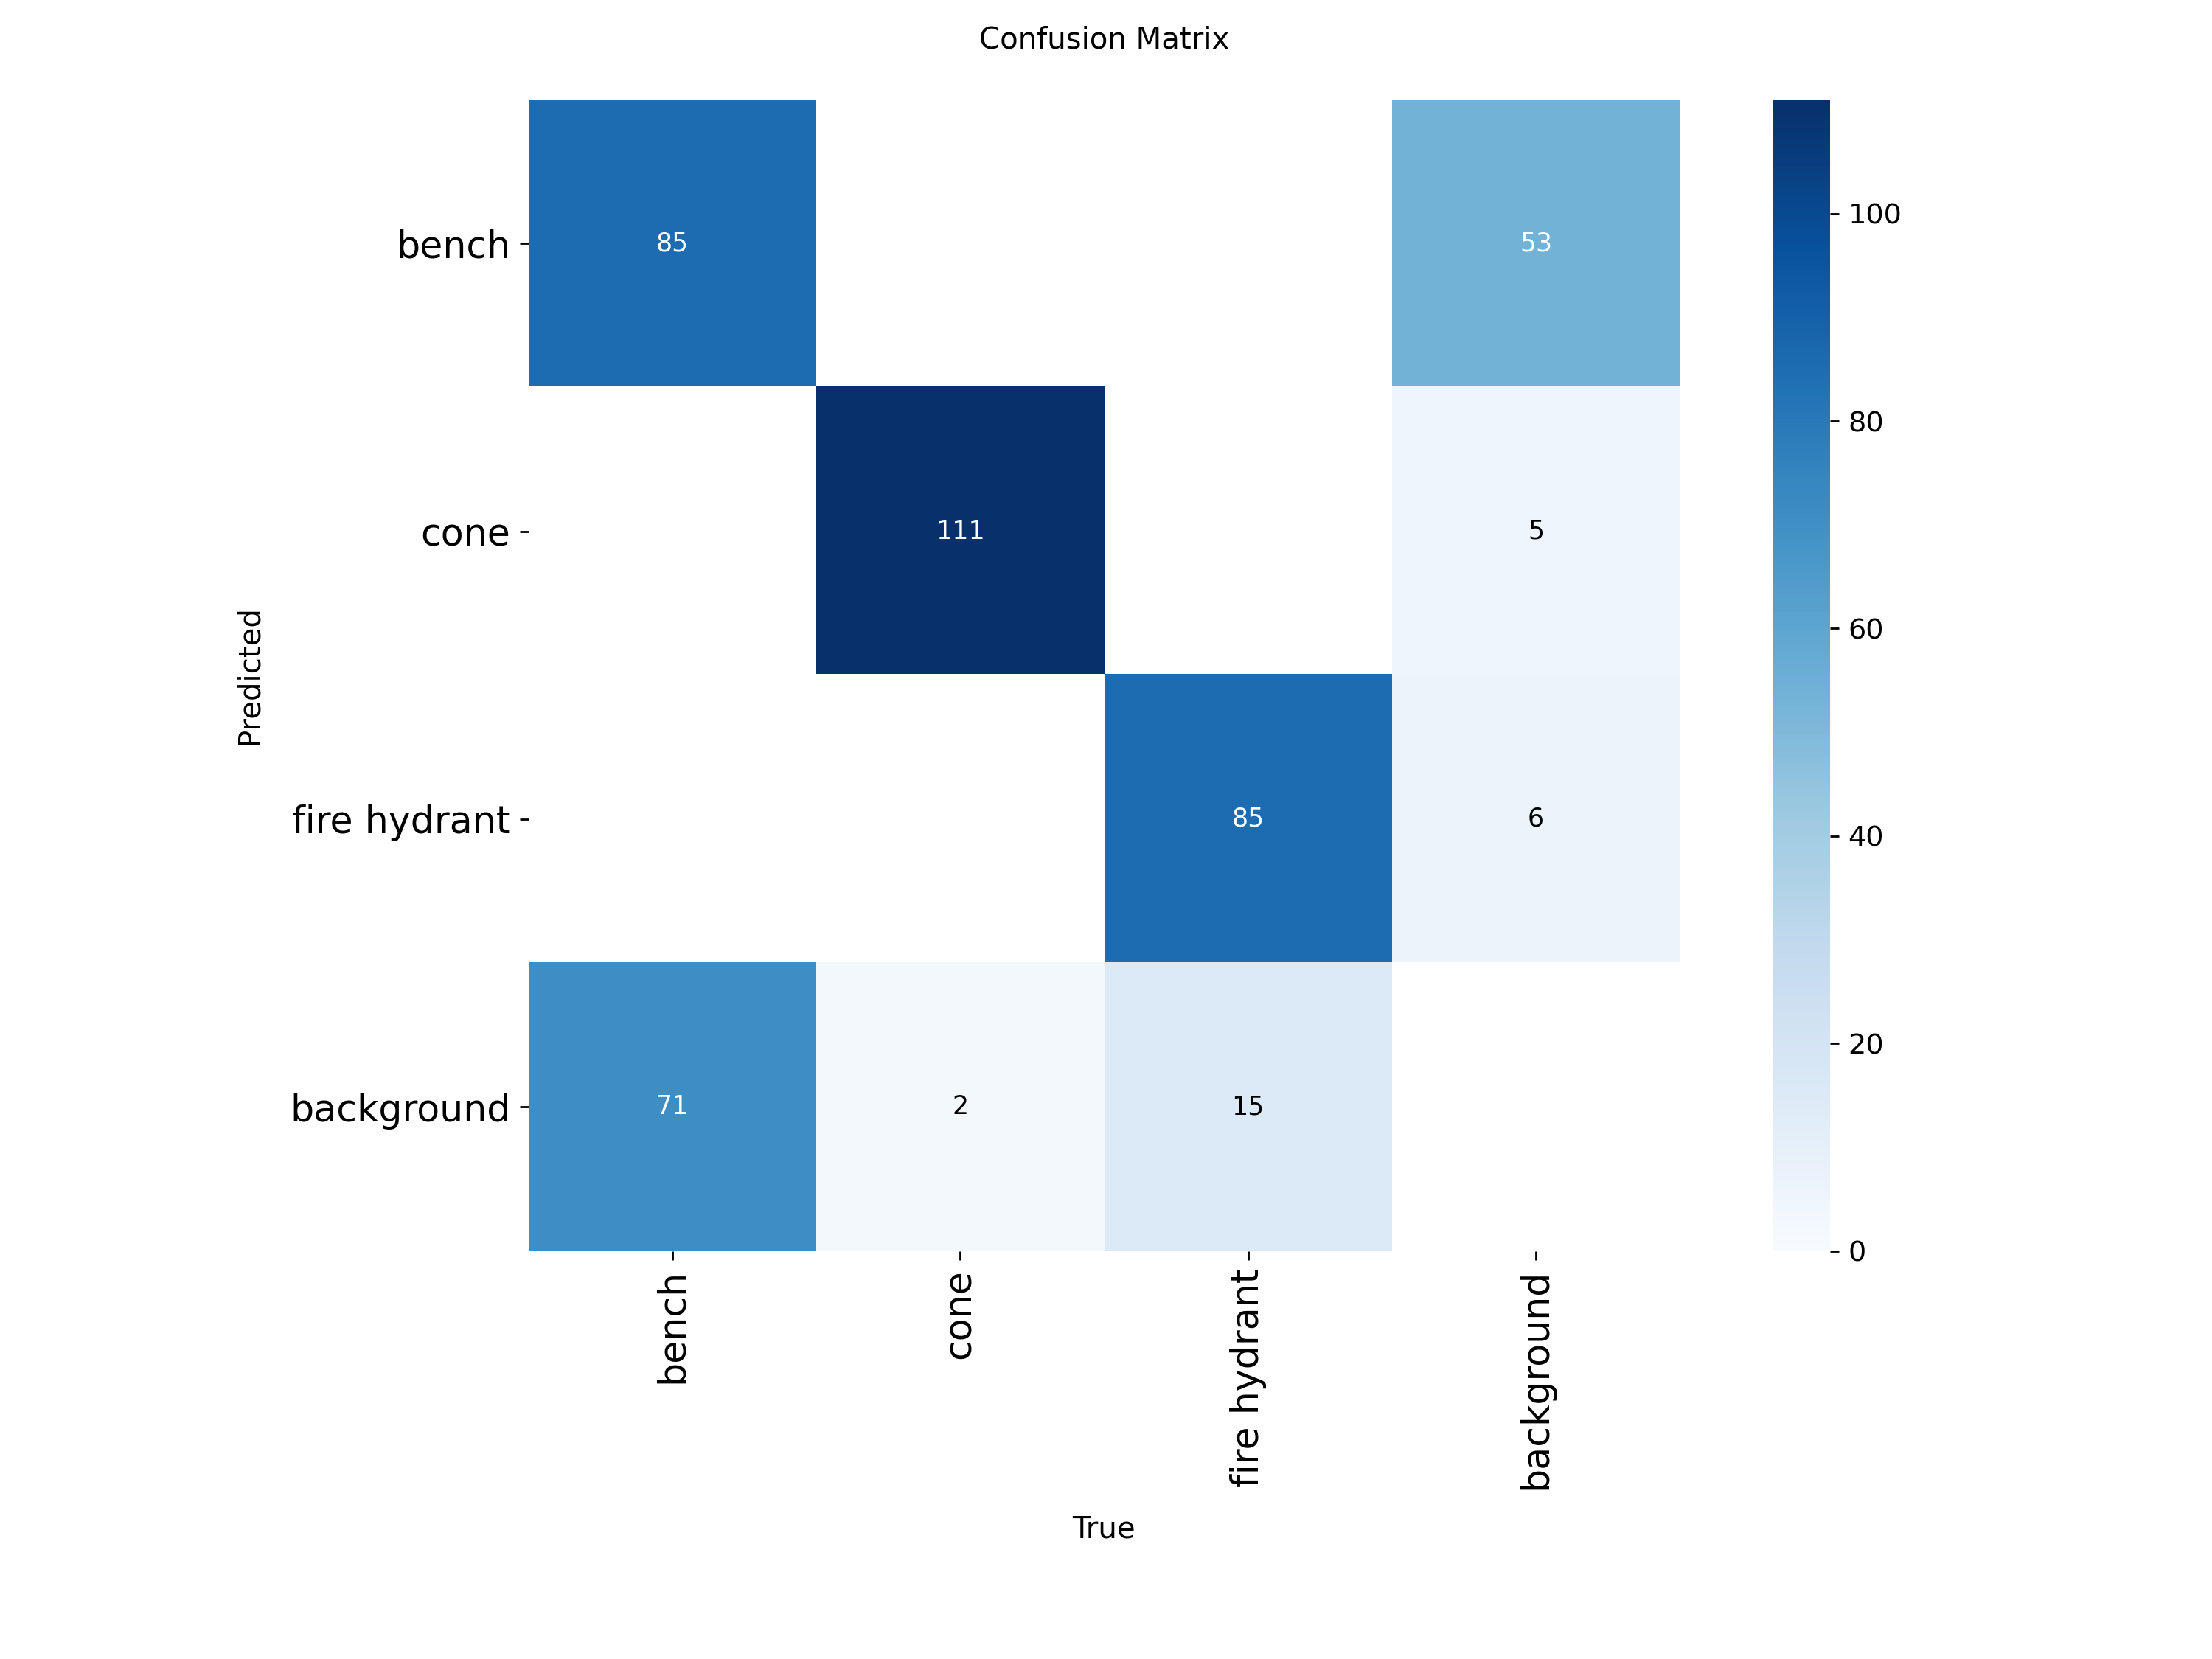 Confusion Matrix
bench
85
53
100
80
cone
111
5
60
Predicted
fire hydrant
85
6
40
20
background
71
2
15
0
bench
cone
fire hydrant
background
True